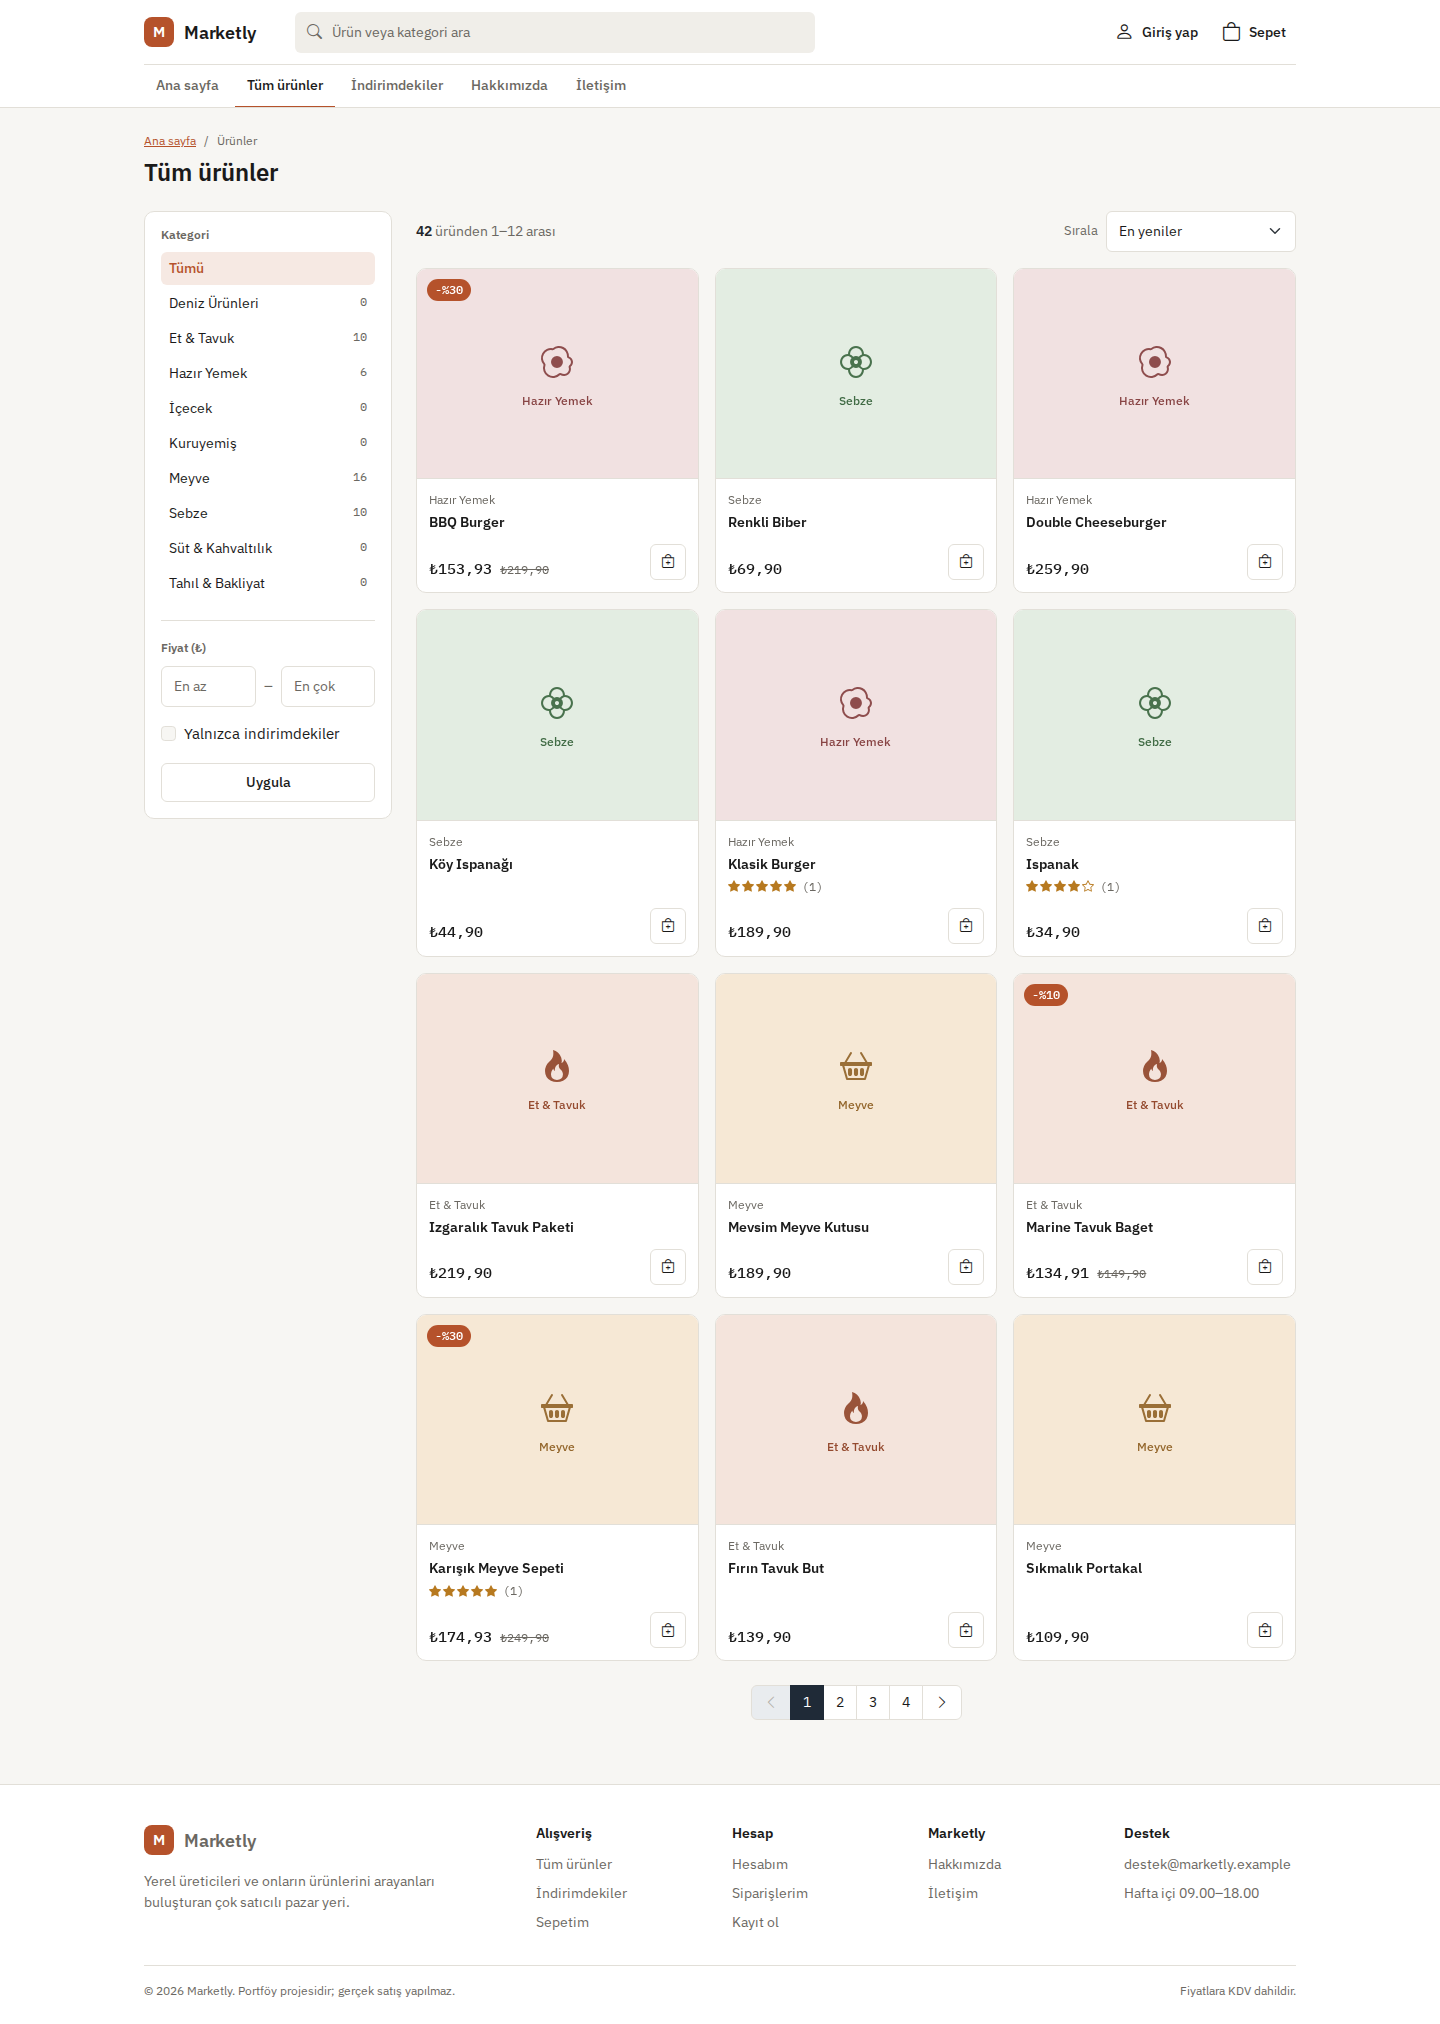 M Marketly
Ürün veya kategori ara
Giriş yap
Sepet
Ana sayfa
Tüm ürünler
İndirimdekiler
Hakkımızda
İletişim
Ana sayfa / Ürünler
Tüm ürünler
Kategori
Tümü
Deniz Ürünleri 0
Et & Tavuk 10
Hazır Yemek 6
İçecek 0
Kuruyemiş 0
Meyve 16
Sebze 10
Süt & Kahvaltılık 0
Tahıl & Bakliyat 0
Fiyat (₺)
En az – En çok
Yalnızca indirimdekiler
Uygula
42 üründen 1–12 arası
Sırala
En yeniler
-%30
Hazır Yemek
Hazır Yemek
BBQ Burger
₺153,93 ₺219,90
Sebze
Sebze
Renkli Biber
₺69,90
Hazır Yemek
Hazır Yemek
Double Cheeseburger
₺259,90
Sebze
Sebze
Köy Ispanağı
₺44,90
Hazır Yemek
Hazır Yemek
Klasik Burger
(1)
₺189,90
Sebze
Sebze
Ispanak
(1)
₺34,90
Et & Tavuk
Et & Tavuk
Izgaralık Tavuk Paketi
₺219,90
Meyve
Meyve
Mevsim Meyve Kutusu
₺189,90
-%10
Et & Tavuk
Et & Tavuk
Marine Tavuk Baget
₺134,91 ₺149,90
-%30
Meyve
Meyve
Karışık Meyve Sepeti
(1)
₺174,93 ₺249,90
Et & Tavuk
Et & Tavuk
Fırın Tavuk But
₺139,90
Meyve
Meyve
Sıkmalık Portakal
₺109,90
1 2 3 4
M Marketly
Yerel üreticileri ve onların ürünlerini arayanları
buluşturan çok satıcılı pazar yeri.
Alışveriş
Tüm ürünler
İndirimdekiler
Sepetim
Hesap
Hesabım
Siparişlerim
Kayıt ol
Marketly
Hakkımızda
İletişim
Destek
destek@marketly.example
Hafta içi 09.00–18.00
© 2026 Marketly. Portföy projesidir; gerçek satış yapılmaz.
Fiyatlara KDV dahildir.